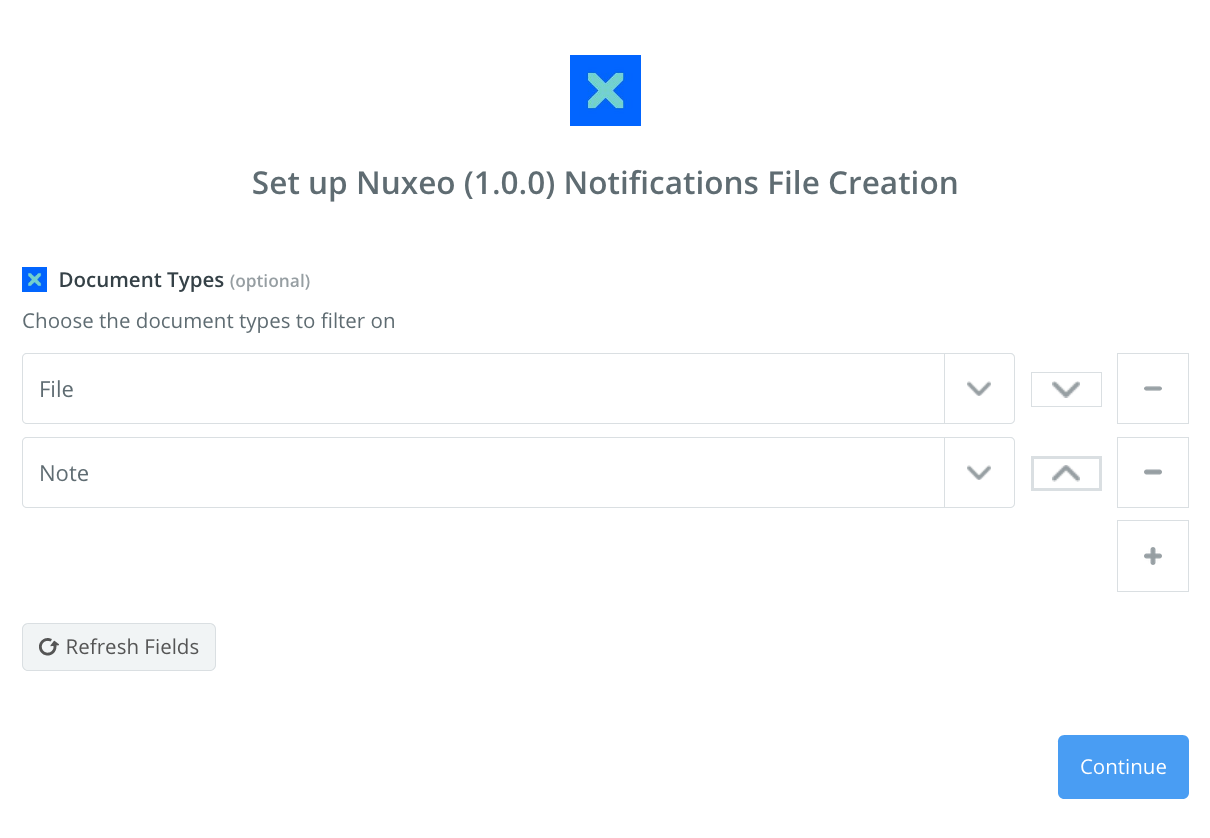 Set up Nuxeo (1.0.0) Notifications File Creation
Document Types (optional)
Choose the document types to filter on
File
Note
Refresh Fields
Continue